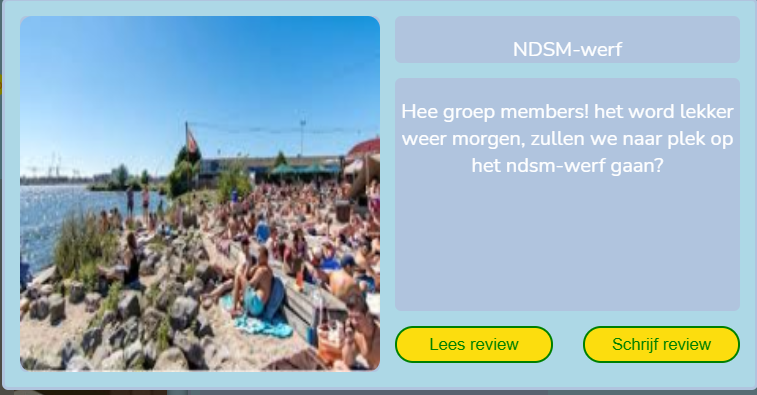 NDSM-werf
Hee groep members! het word lekker
weer morgen, zullen we naar plek op
het ndsm-werf gaan?
Lees review
Schrijf review